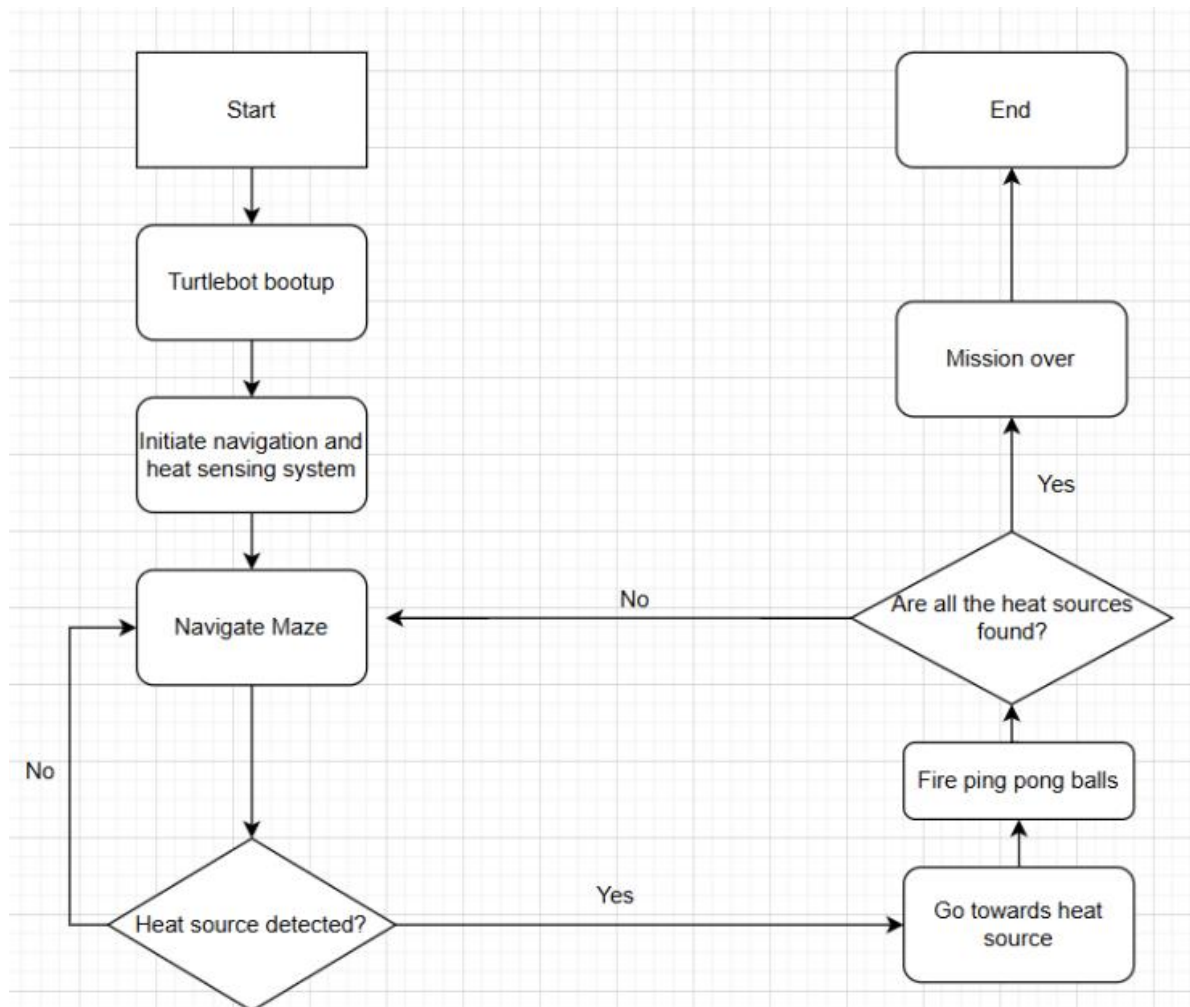 Start
Turtlebot bootup
Initiate navigation and
heat sensing system
Navigate Maze
No
Heat source detected?
Yes
Go towards heat
source
Fire ping pong balls
Are all the heat sources
found?
No
Yes
Mission over
End